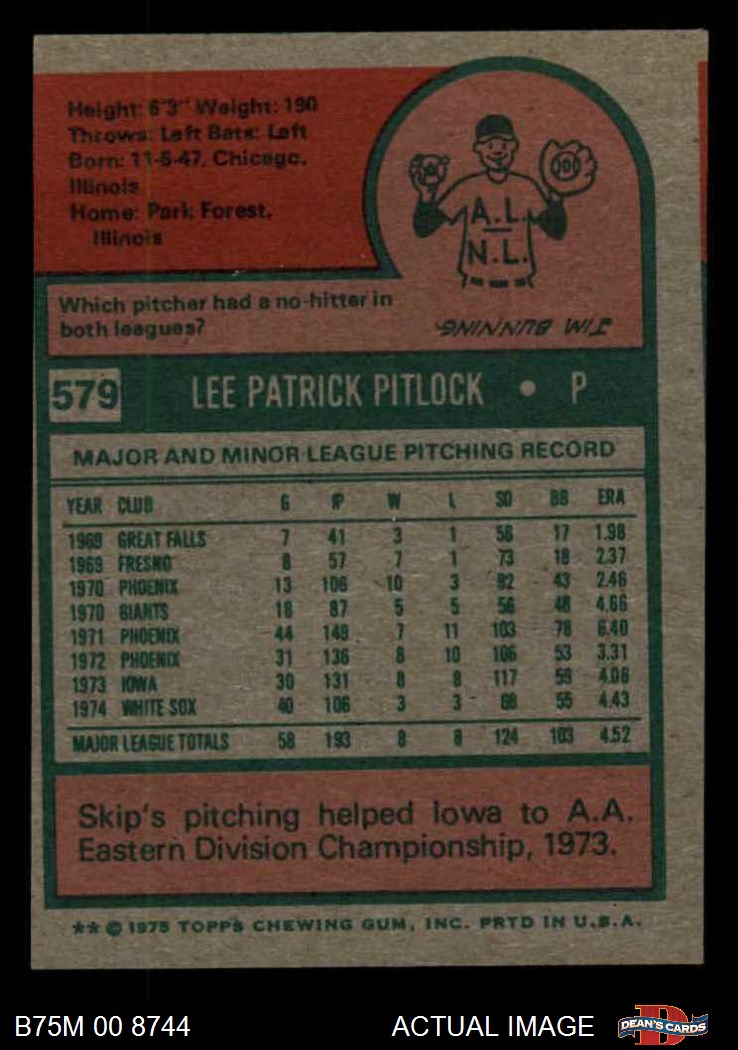 Height: 6'3" Weight: 190
Throws: Left Bats: Left
Born: 11-6-47, Chicago,
Illinois
Home: Park Forest,
Illinois
A.L.
N.L.
Which pitcher had a no-hitter in
both leagues?
JIM BUNNING
579 LEE PATRICK PITLOCK • P
MAJOR AND MINOR LEAGUE PITCHING RECORD
YEAR CLUB G IP W L SO BB ERA
1969 GREAT FALLS 7 41 3 1 58 17 1.98
1969 FRESNO 8 57 7 1 73 18 2.37
1970 PHOENIX 13 106 10 3 92 43 2.46
1970 GIANTS 18 87 5 5 56 48 4.66
1971 PHOENIX 44 149 7 11 103 78 6.40
1972 PHOENIX 31 136 8 10 106 53 3.31
1973 IOWA 30 131 8 8 117 59 4.06
1974 WHITE SOX 40 106 3 3 68 55 4.43
MAJOR LEAGUE TOTALS 58 193 8 8 124 103 4.52
Skip's pitching helped Iowa to A.A.
Eastern Division Championship, 1973.
** © 1975 TOPPS CHEWING GUM, INC. PRTD IN U.S.A.
B75M 00 8744 ACTUAL IMAGE D DEAN'S CARDS